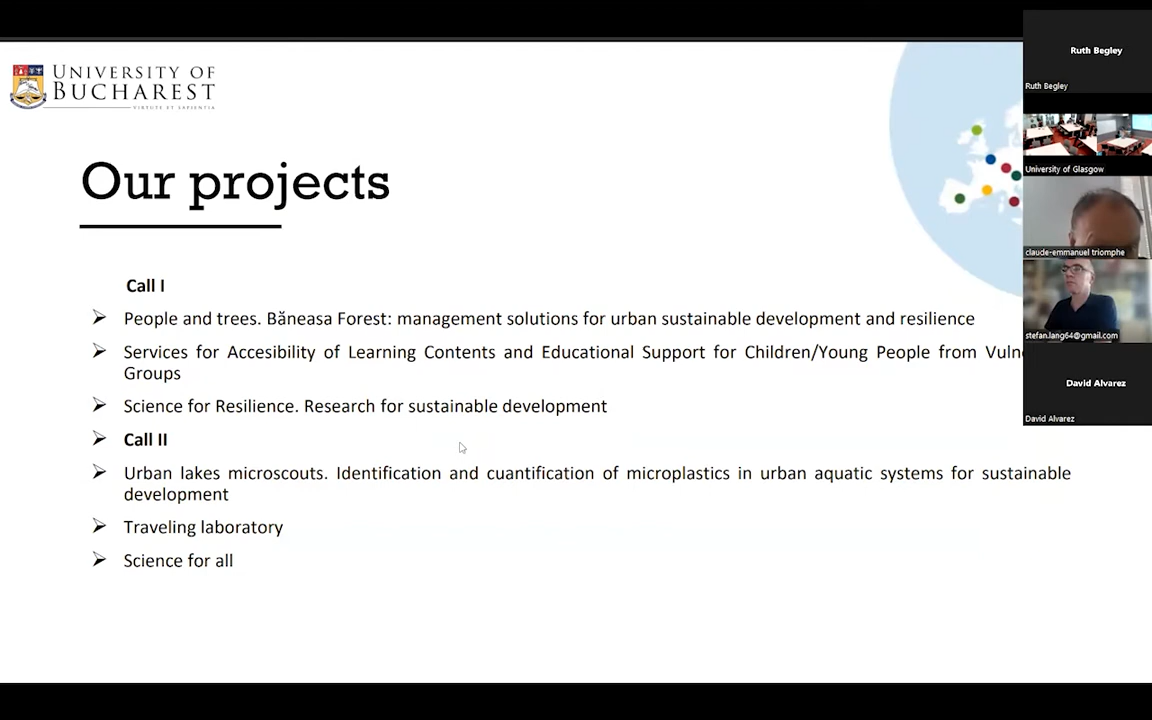 UNIVERSITY OF
BUCHAREST
VIRTUTE ET SAPIENTIA
Our projects
Call I
People and trees. Băneasa Forest: management solutions for urban sustainable development and resilience
Services for Accesibility of Learning Contents and Educational Support for Children/Young People from
Groups
Science for Resilience. Research for sustainable development
Call II
Urban lakes microscouts. Identification and cuantification of microplastics in urban aquatic systems for sustainable
development
Traveling laboratory
Science for all
Ruth Begley
Ruth Begley
University of Glasgow
claude-emmanuel triomphe
stefan.lang64@gmail.com
David Alvarez
David Alvarez